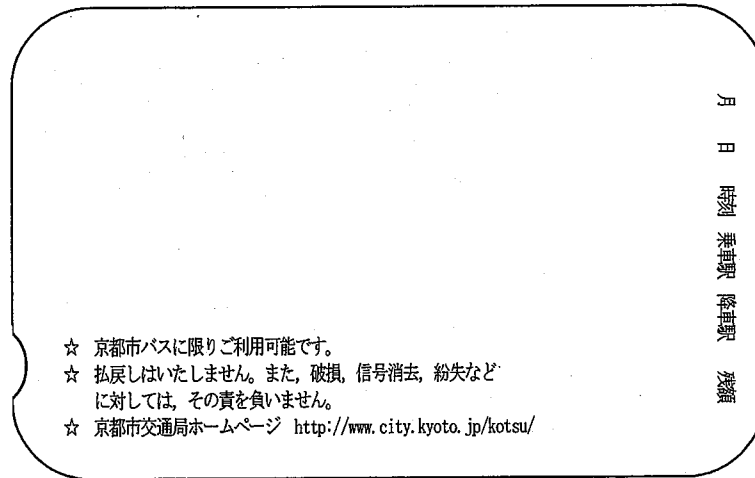 月 日 時刻 乗車駅 降車駅 残額
☆ 京都市バスに限りご利用可能です。
☆ 払戻しはいたしません。また，破損，信号消去，紛失など
に対しては，その責を負いません。
☆ 京都市交通局ホームページ http://www.city.kyoto.jp/kotsu/